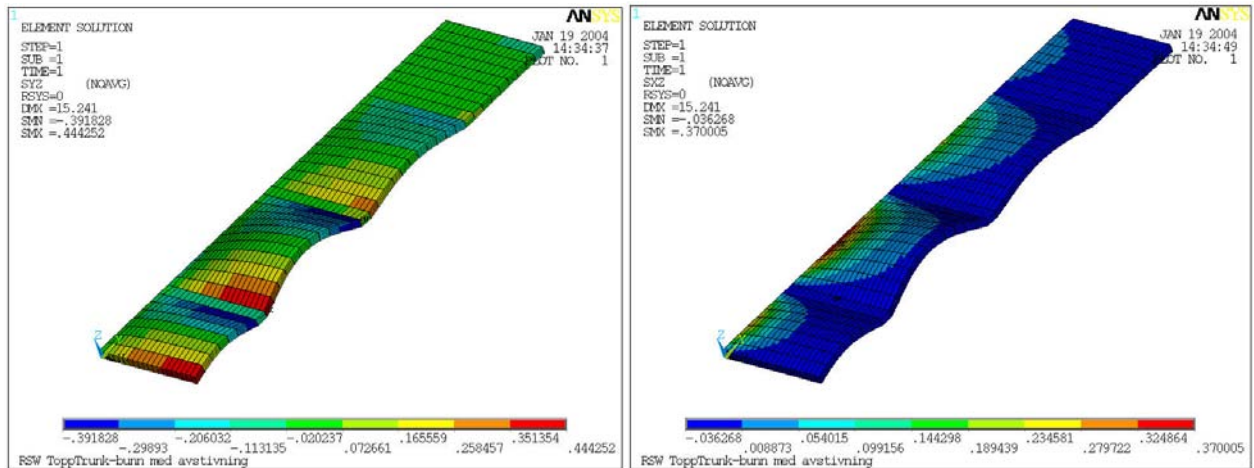 1
ANSYS
ELEMENT SOLUTION
JAN 19 2004
14:34:37
PLOT NO. 1
STEP=1
SUB =1
TIME=1
SYZ (NOAVG)
RSYS=0
DMX =15.241
SMN =-.391828
SMX =.444252
Z
-.391828 -.206032 -.020237 .165559 .351354
-.29893 -.113135 .072661 .258457 .444252
RSW ToppTrunk-bunn med avstivning
1
ANSYS
ELEMENT SOLUTION
JAN 19 2004
14:34:49
PLOT NO. 1
STEP=1
SUB =1
TIME=1
SXZ (NOAVG)
RSYS=0
DMX =15.241
SMN =-.036268
SMX =.370005
Z
-.036268 .054015 .144298 .234581 .324864
.008873 .099156 .189439 .279722 .370005
RSW ToppTrunk-bunn med avstivning